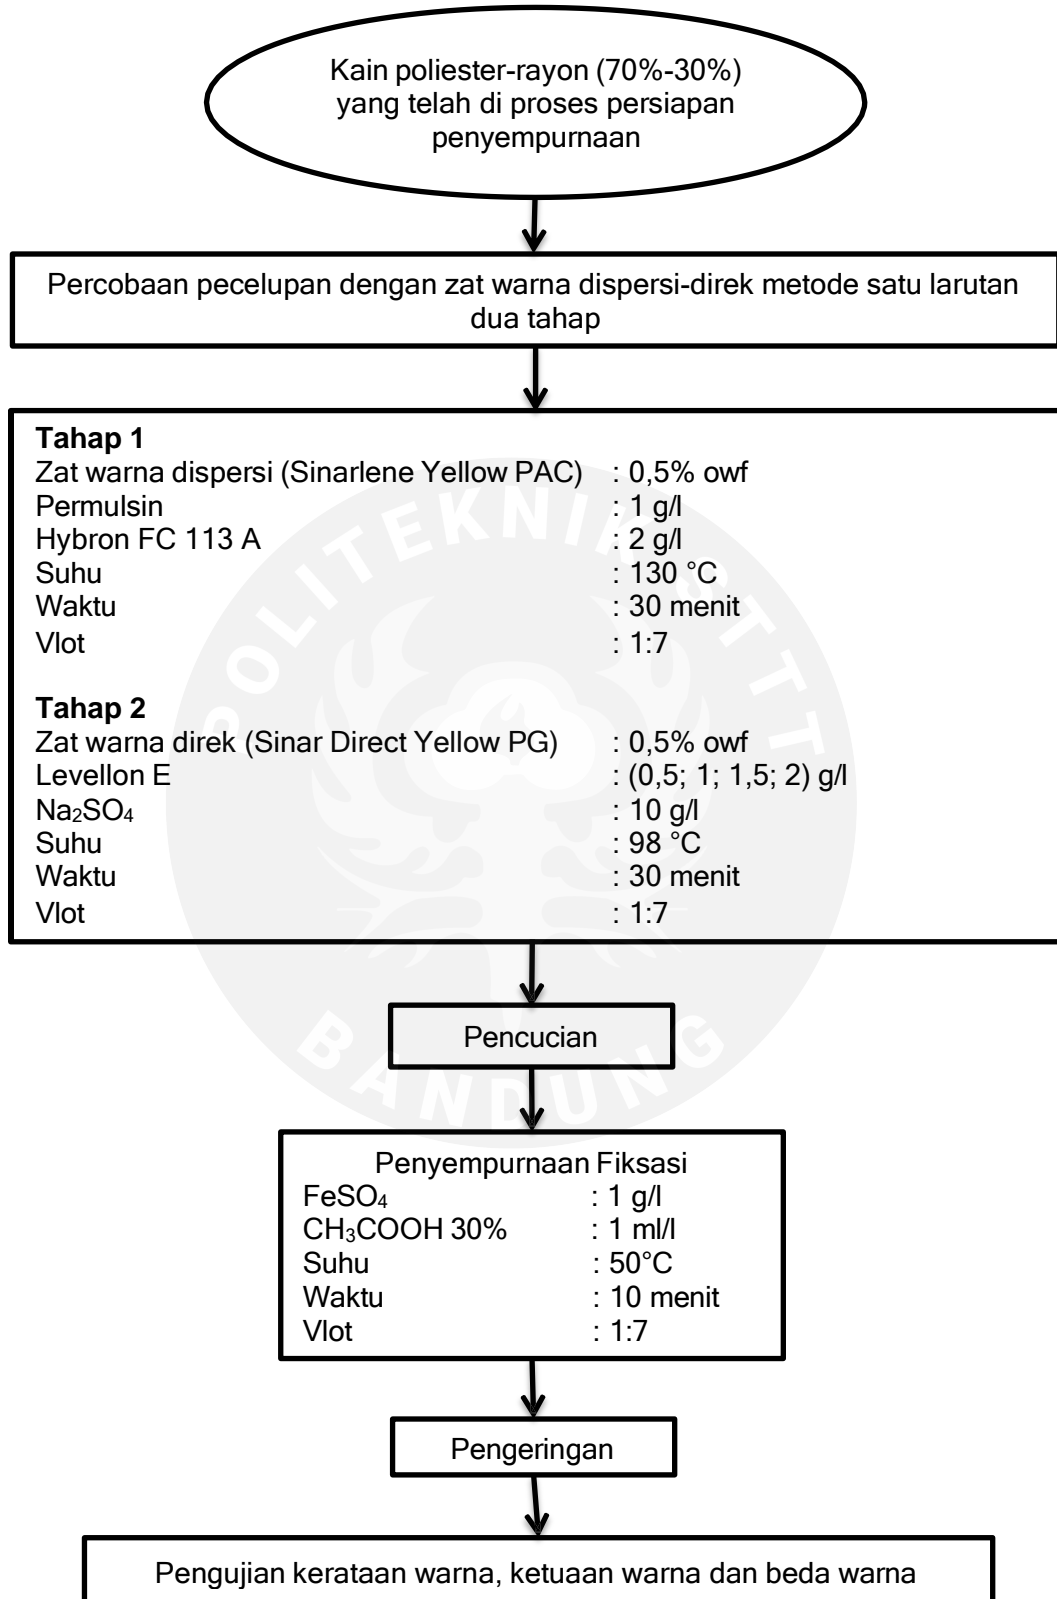 Kain poliester-rayon (70%-30%)
yang telah di proses persiapan
penyempurnaan
Percobaan pecelupan dengan zat warna dispersi-direk metode satu larutan
dua tahap
Tahap 1
Zat warna dispersi (Sinarlene Yellow PAC) : 0,5% owf
Permulsin : 1 g/l
Hybron FC 113 A : 2 g/l
Suhu : 130 °C
Waktu : 30 menit
Vlot : 1:7
Tahap 2
Zat warna direk (Sinar Direct Yellow PG) : 0,5% owf
Levellon E : (0,5; 1; 1,5; 2) g/l
Na₂SO₄ : 10 g/l
Suhu : 98 °C
Waktu : 30 menit
Vlot : 1:7
Pencucian
Penyempurnaan Fiksasi
FeSO₄ : 1 g/l
CH₃COOH 30% : 1 ml/l
Suhu : 50°C
Waktu : 10 menit
Vlot : 1:7
Pengeringan
Pengujian kerataan warna, ketuaan warna dan beda warna
POLITEKNIK STTT
BANDUNG